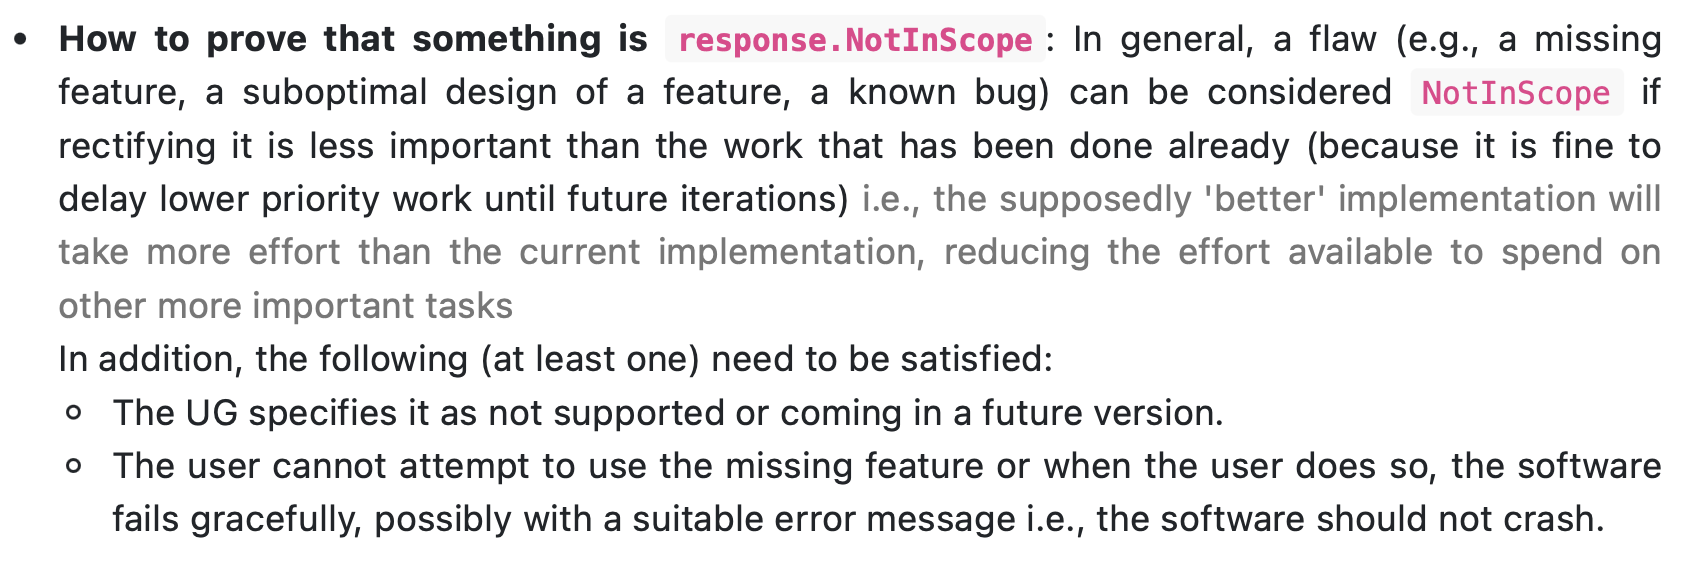 • How to prove that something is response.NotInScope: In general, a flaw (e.g., a missing
feature, a suboptimal design of a feature, a known bug) can be considered NotInScope if
rectifying it is less important than the work that has been done already (because it is fine to
delay lower priority work until future iterations) i.e., the supposedly 'better' implementation will
take more effort than the current implementation, reducing the effort available to spend on
other more important tasks
In addition, the following (at least one) need to be satisfied:
◦ The UG specifies it as not supported or coming in a future version.
◦ The user cannot attempt to use the missing feature or when the user does so, the software
fails gracefully, possibly with a suitable error message i.e., the software should not crash.